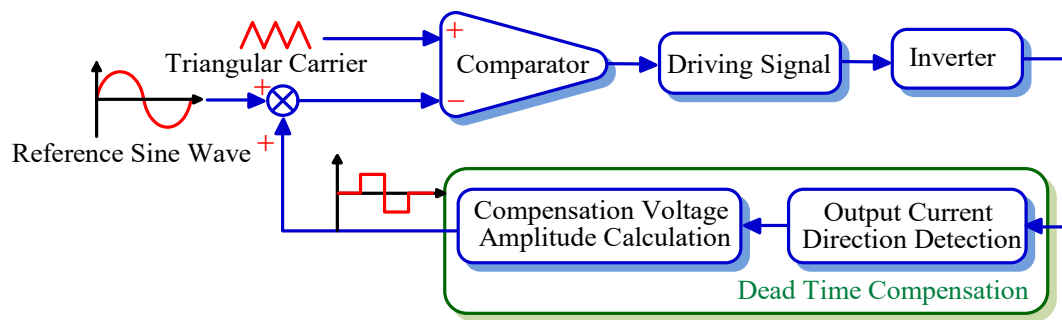 Triangular Carrier
+
Comparator
−
Driving Signal
Inverter
+
Reference Sine Wave
+
Compensation Voltage
Amplitude Calculation
Output Current
Direction Detection
Dead Time Compensation